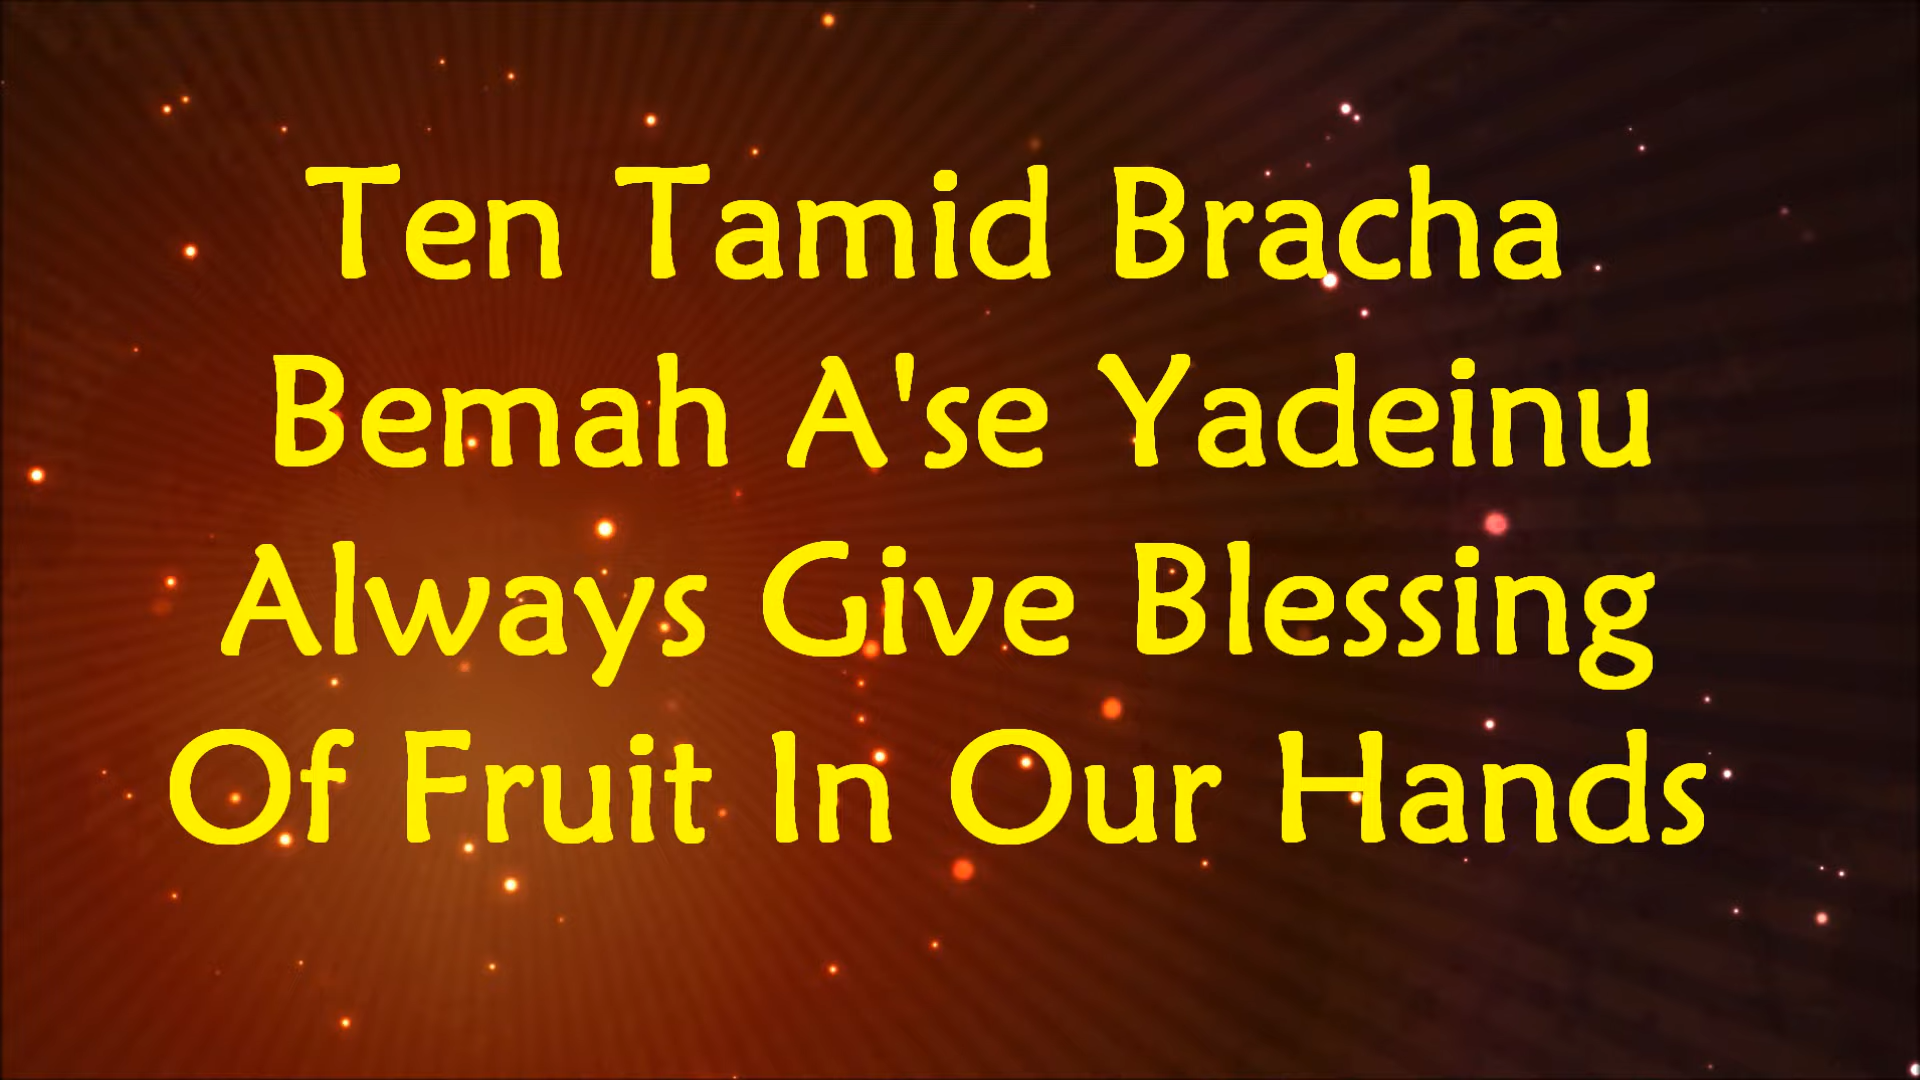 Ten Tamid Bracha
Bemah A'se Yadeinu
Always Give Blessing
Of Fruit In Our Hands